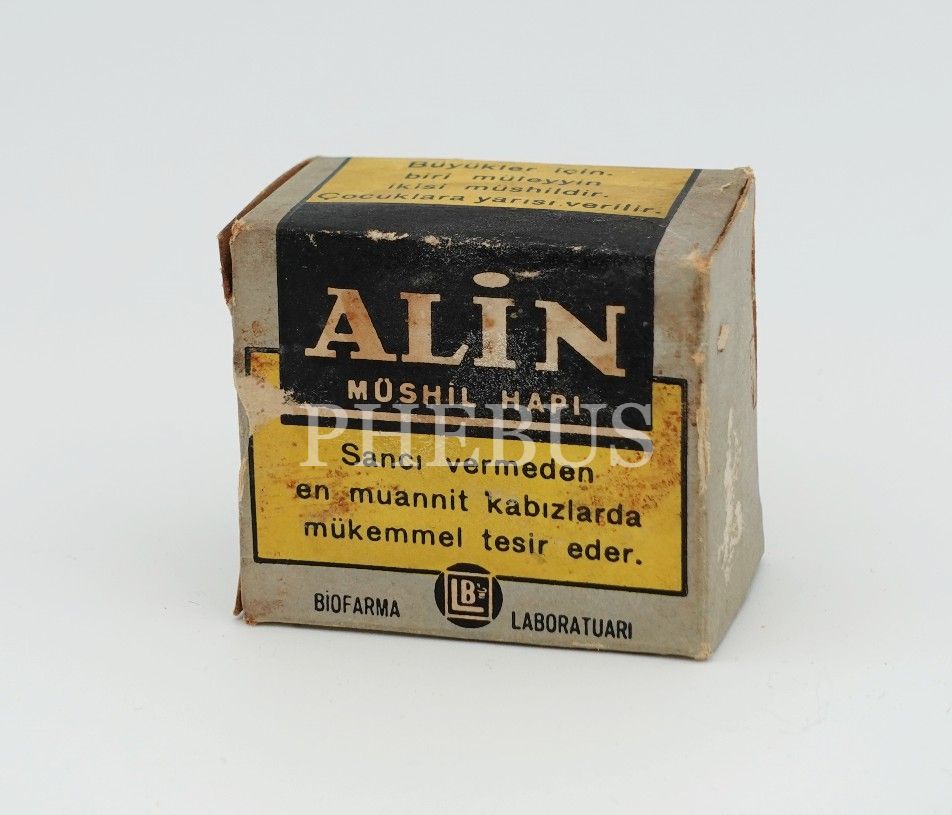 Büyükler için.
biri müleyyin
ikisi müshildir.
Çocuklara yarısı verilir.
ALİN
MÜSHİL HAPI
PHEBUS
Sancı vermeden
en muannit kabızlarda
mükemmel tesir eder.
BİOFARMA
LABORATUARI